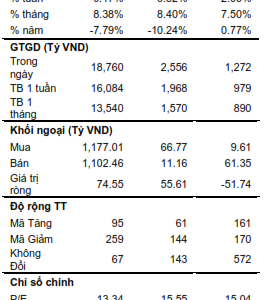 % tháng 8.38% 8.40% 7.50%
% năm -7.79% -10.24% 0.77%
GTGD (Tỷ VND)
Trong
ngày 18,760 2,556 1,272
TB 1 tuần 16,084 1,968 979
TB 1
tháng 13,540 1,570 890
Khối ngoại (Tỷ VND)
Mua 1,177.01 66.77 9.61
Bán 1,102.46 11.16 61.35
Giá trị
ròng 74.55 55.61 -51.74
Độ rộng TT
Mã Tăng 95 61 161
Mã Giảm 259 144 170
Không
Đổi 67 143 572
Chỉ số chính
P/E 13.34 15.55 15.04